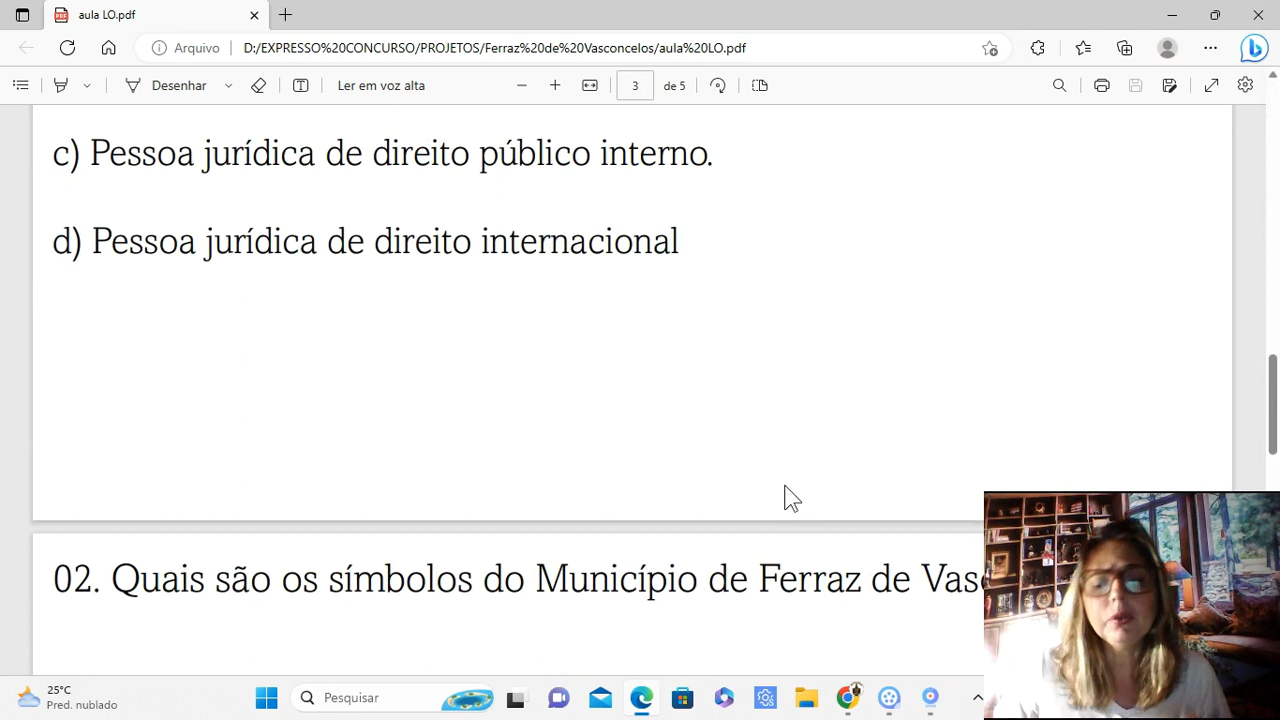 aula LO.pdf
Arquivo D:/EXPRESSO%20CONCURSO/PROJETOS/Ferraz%20de%20Vasconcelos/aula%20LO.pdf
Desenhar Ler em voz alta 3 de 5
c) Pessoa jurídica de direito público interno.
d) Pessoa jurídica de direito internacional
02. Quais são os símbolos do Município de Ferraz de Vasc
25°C
Pred. nublado
Pesquisar